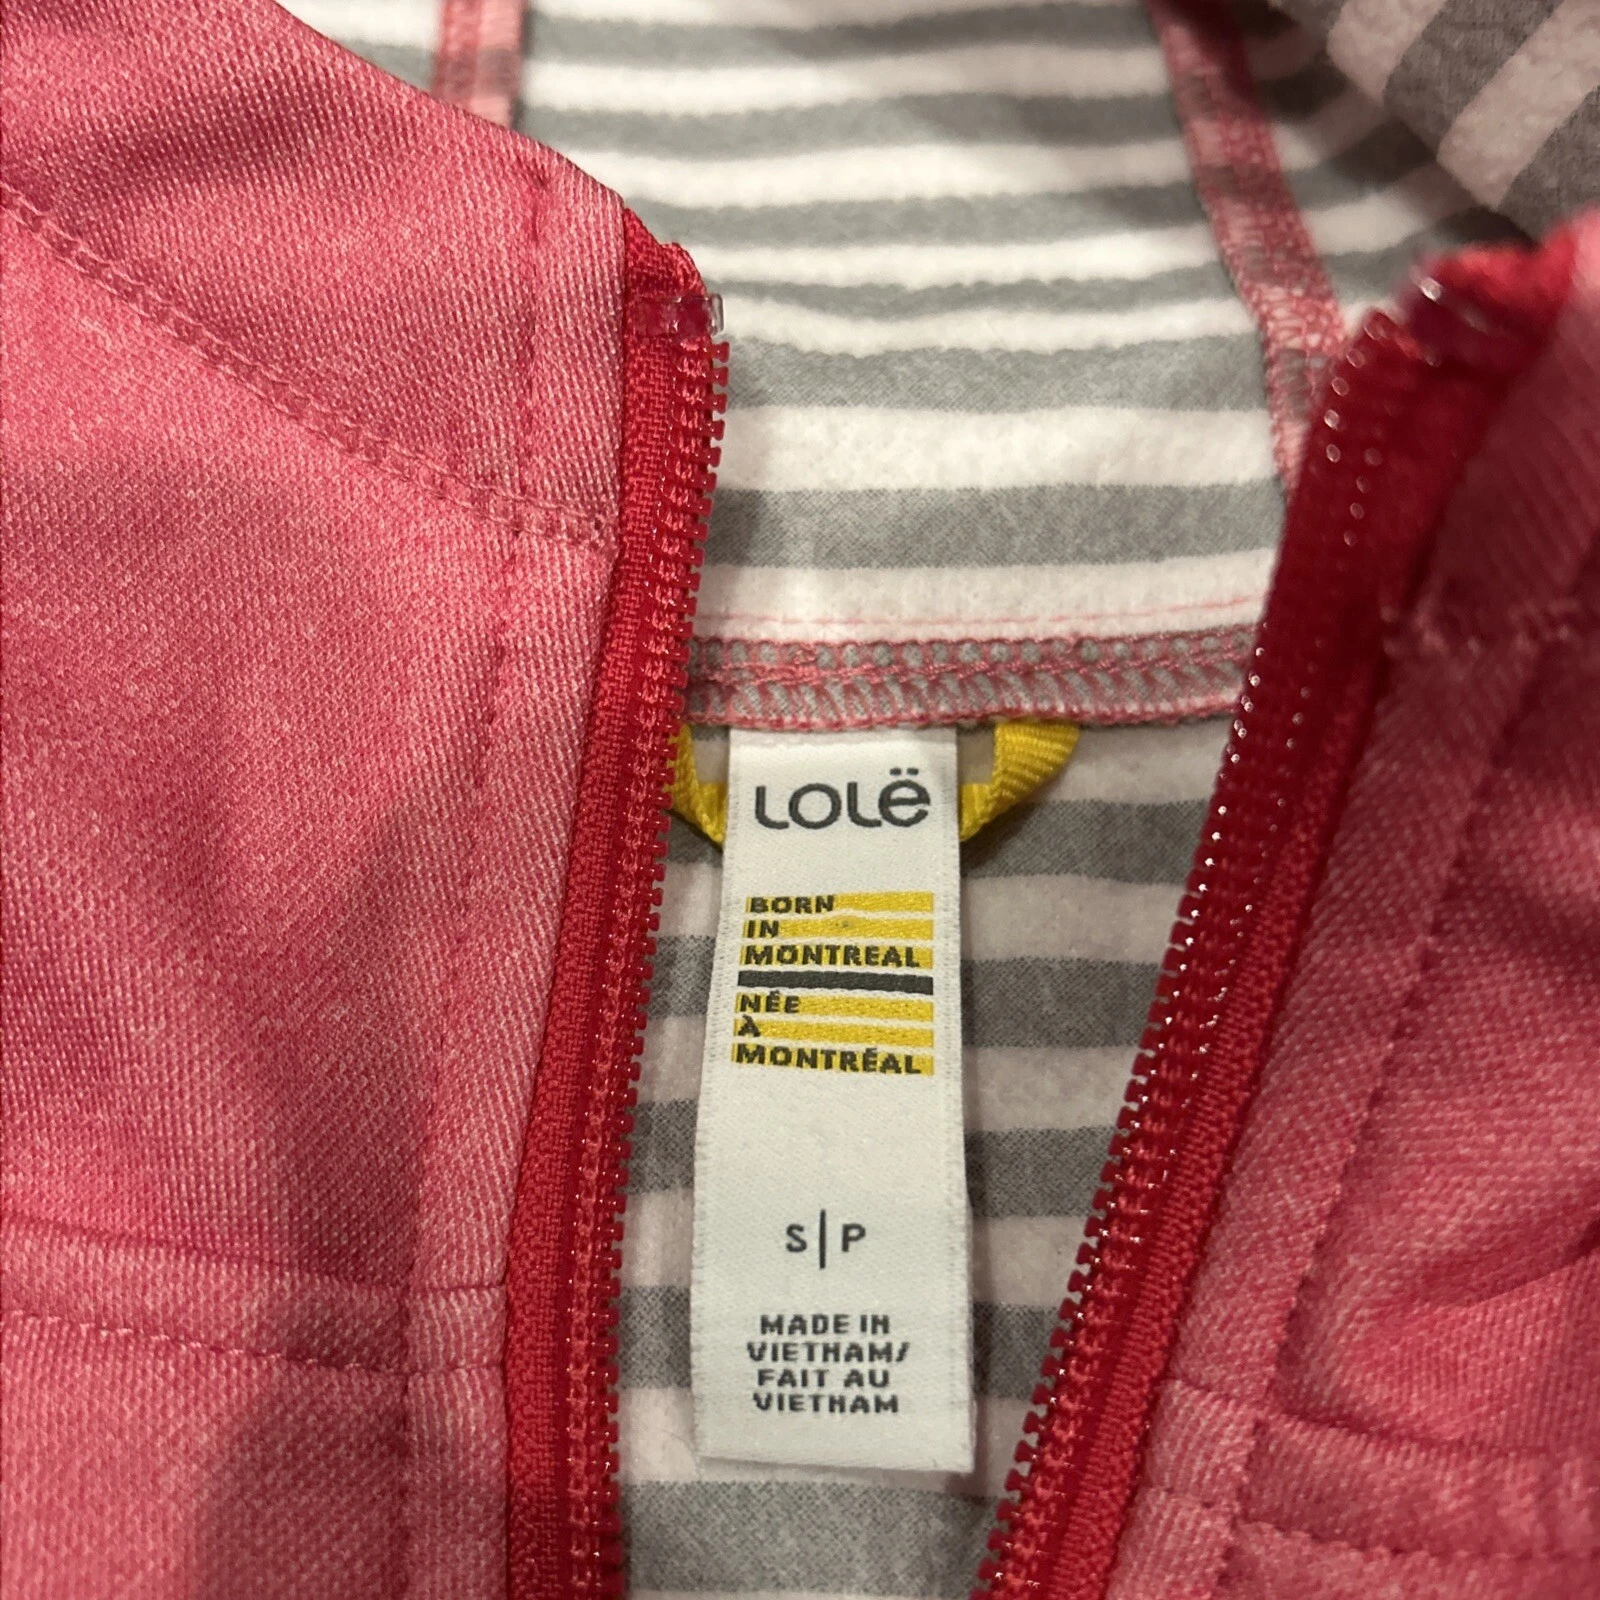 Lolë
BORN
IN
MONTREAL
NÉE
À
MONTRÉAL
S|P
MADE IN
VIETNAM/
FAIT AU
VIETNAM